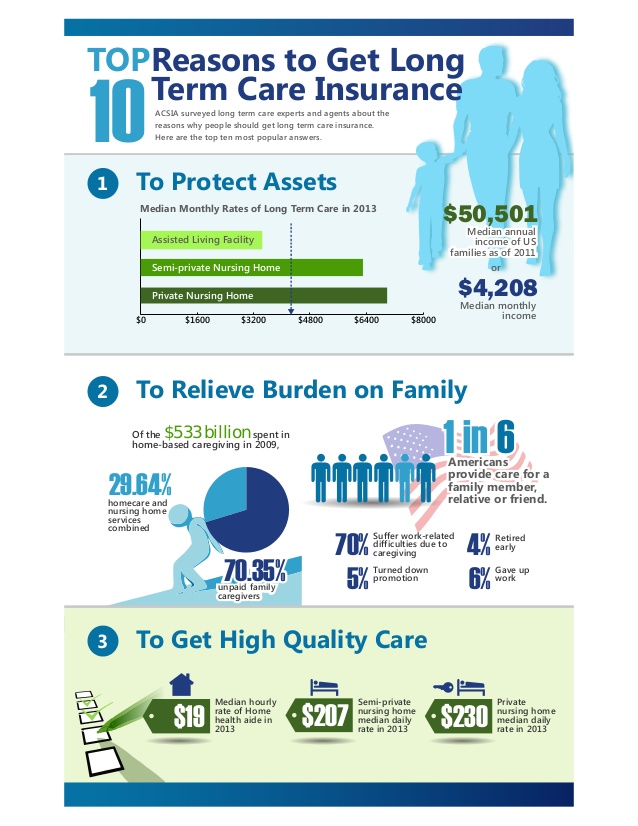 TOP
10
Reasons to Get Long
Term Care Insurance
ACSIA surveyed long term care experts and agents about the
reasons why people should get long term care insurance.
Here are the top ten most popular answers.
1
To Protect Assets
Median Monthly Rates of Long Term Care in 2013
Assisted Living Facility
Semi-private Nursing Home
Private Nursing Home
$0 $1600 $3200 $4800 $6400 $8000
$50,501
Median annual
income of US
families as of 2011
or
$4,208
Median monthly
income
2
To Relieve Burden on Family
Of the $533 billion spent in
home-based caregiving in 2009,
29.64%
homecare and
nursing home
services
combined
70.35%
unpaid family
caregivers
1 in 6
Americans
provide care for a
family member,
relative or friend.
70%
Suffer work-related
difficulties due to
caregiving
4%
Retired
early
5%
Turned down
promotion
6%
Gave up
work
3
To Get High Quality Care
$19
Median hourly
rate of Home
health aide in
2013
$207
Semi-private
nursing home
median daily
rate in 2013
$230
Private
nursing home
median daily
rate in 2013